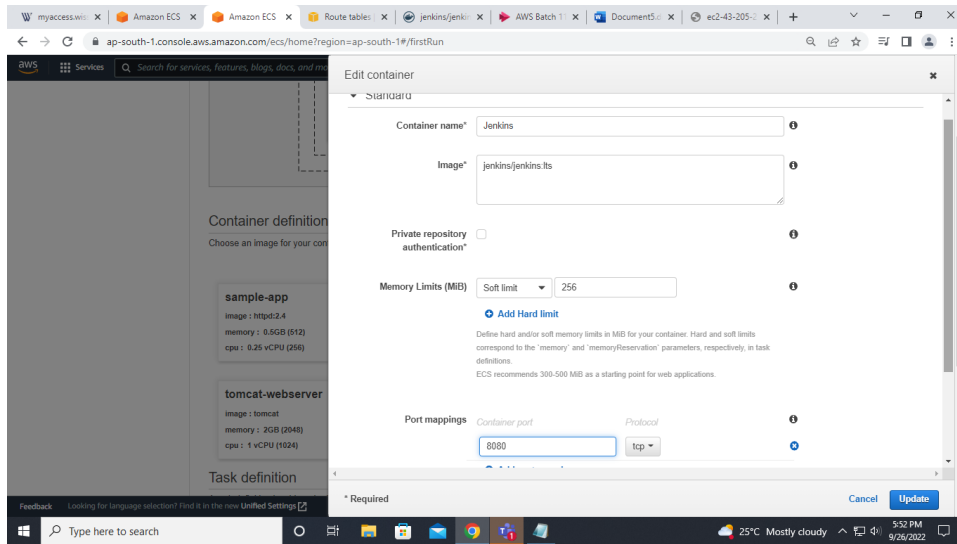 myaccess.wis
Amazon ECS
Amazon ECS
Route tables
jenkins/jenkin
AWS Batch 1
Document5.d
ec2-43-205-2
ap-south-1.console.aws.amazon.com/ecs/home?region=ap-south-1#/firstRun
aws
Services
Search for services, features, blogs, docs, and mo
Edit container
Standard
Container name*
Jenkins
Image*
jenkins/jenkins:lts
Container definition
Choose an image for your con
Private repository
authentication*
Memory Limits (MiB)
Soft limit
256
Add Hard limit
Define hard and/or soft memory limits in MiB for your container. Hard and soft limits
correspond to the `memory` and `memoryReservation` parameters, respectively, in task
definitions.
ECS recommends 300-500 MiB as a starting point for web applications.
sample-app
image : httpd:2.4
memory : 0.5GB (512)
cpu : 0.25 vCPU (256)
tomcat-webserver
image : tomcat
memory : 2GB (2048)
cpu : 1 vCPU (1024)
Port mappings
Container port
Protocol
8080
tcp
Task definition
* Required
Cancel
Update
Feedback
Looking for language selection? Find it in the new Unified Settings
Type here to search
25°C Mostly cloudy
5:52 PM
9/26/2022